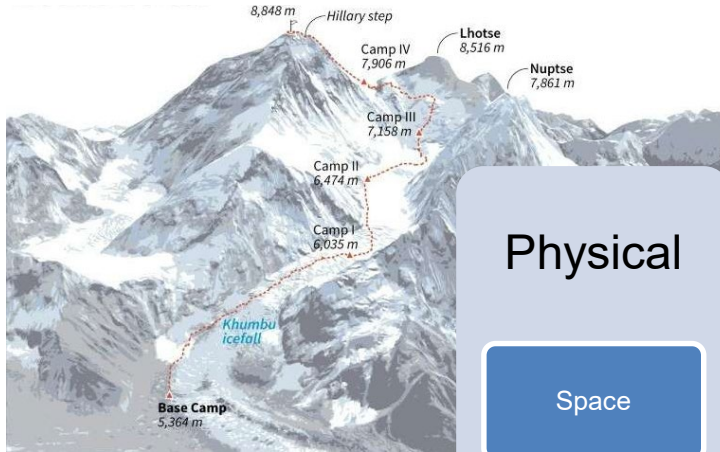 8,848 m
Hillary step
Lhotse
8,516 m
Camp IV
7,906 m
Nuptse
7,861 m
Camp III
7,158 m
Camp II
6,474 m
Camp I
6,035 m
Physical
Khumbu
icefall
Space
Base Camp
5,364 m